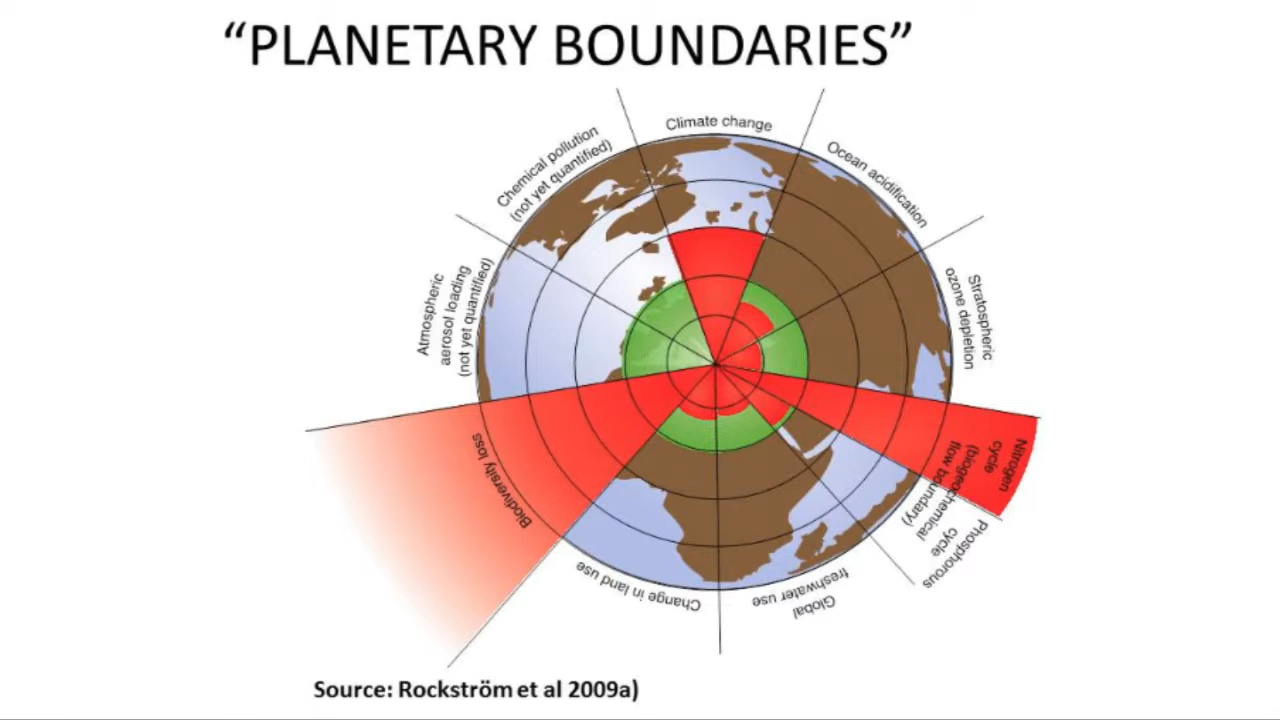 “PLANETARY BOUNDARIES”
Climate change
Ocean acidification
Stratospheric
ozone depletion
Nitrogen
cycle
(biogeochemical
flow boundary)
Phosphorous
cycle
Global
freshwater use
Change in land use
Biodiversity loss
Atmospheric
aerosol loading
(not yet quantified)
Chemical pollution
(not yet quantified)
Source: Rockström et al 2009a)